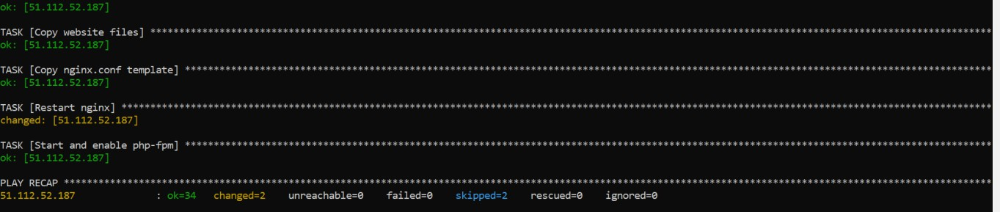 ok: [51.112.52.187]
TASK [Copy website files] ****************************************************************************************************************************************************
ok: [51.112.52.187]
TASK [Copy nginx.conf template] **********************************************************************************************************************************************
ok: [51.112.52.187]
TASK [Restart nginx] *********************************************************************************************************************************************************
changed: [51.112.52.187]
TASK [Start and enable php-fpm] **********************************************************************************************************************************************
ok: [51.112.52.187]
PLAY RECAP *******************************************************************************************************************************************************************
51.112.52.187 : ok=34 changed=2 unreachable=0 failed=0 skipped=2 rescued=0 ignored=0